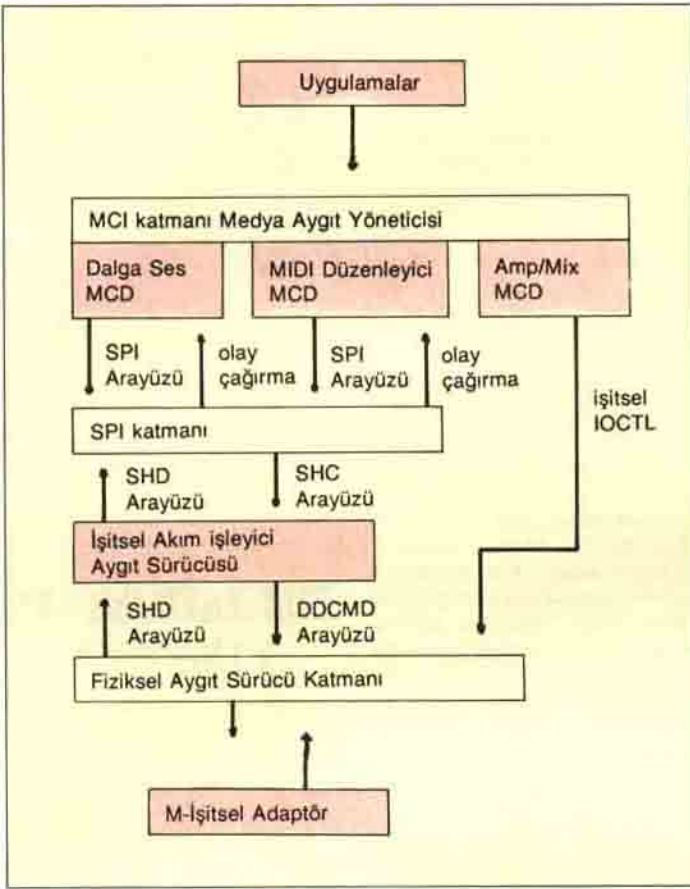 Uygulamalar
MCI katmanı Medya Aygıt Yöneticisi
Dalga Ses
MCD
MIDI Düzenleyici
MCD
Amp/Mix
MCD
SPI
Arayüzü
olay
çağırma
SPI
Arayüzü
olay
çağırma
işitsel
IOCTL
SPI katmanı
SHD
Arayüzü
SHC
Arayüzü
İşitsel Akım işleyici
Aygıt Sürücüsü
SHD
Arayüzü
DDCMD
Arayüzü
Fiziksel Aygıt Sürücü Katmanı
M-İşitsel Adaptör